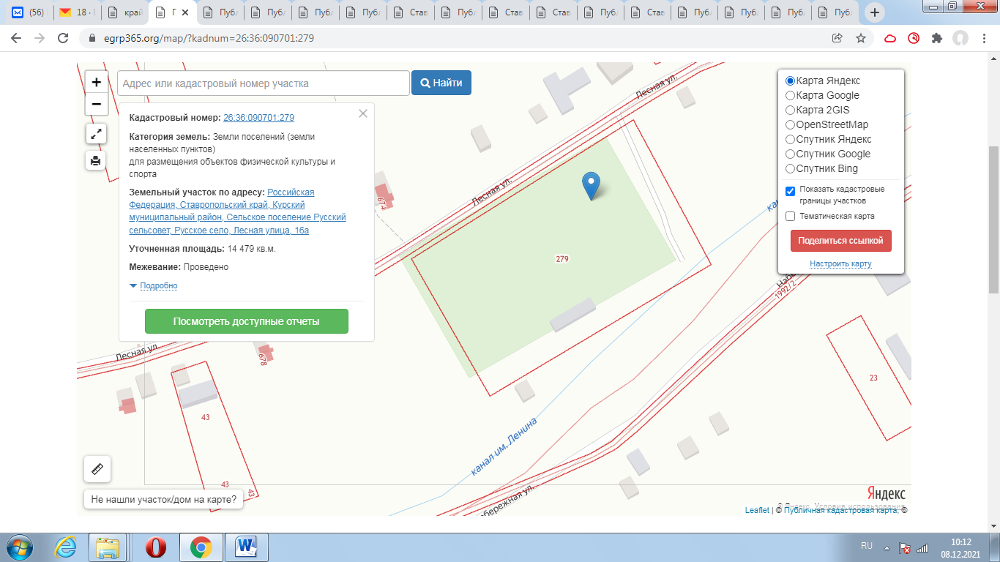 (56)
18 ·
край
Г
Публ
Публ
Публ
Публ
Став
Публ
Став
Став
Публ
Став
Публ
Публ
Публ
Публ
egrp365.org/map/?kadnum=26:36:090701:279
+
−
Адрес или кадастровый номер участка
Найти
Кадастровый номер: 26:36:090701:279
Категория земель: Земли поселений (земли
населенных пунктов)
для размещения объектов физической культуры и
спорта
Земельный участок по адресу: Российская
Федерация, Ставропольский край, Курский
муниципальный район, Сельское поселение Русский
сельсовет, Русское село, Лесная улица, 16а
Уточненная площадь: 14 479 кв.м.
Межевание: Проведено
Подробно
Посмотреть доступные отчеты
Карта Яндекс
Карта Google
Карта 2GIS
OpenStreetMap
Спутник Яндекс
Спутник Google
Спутник Bing
Показать кадастровые
границы участков
Тематическая карта
Поделиться ссылкой
Настроить карту
Лесная ул.
Лесная ул.
674
279
1992/2
Лесная ул.
678
43
23
канал им. Ленина
43
43
бережная ул.
Не нашли участок/дом на карте?
Яндекс
© Яндекс Условия использования
Leaflet | © Публичная кадастровая карта, ©
RU
10:12
08.12.2021